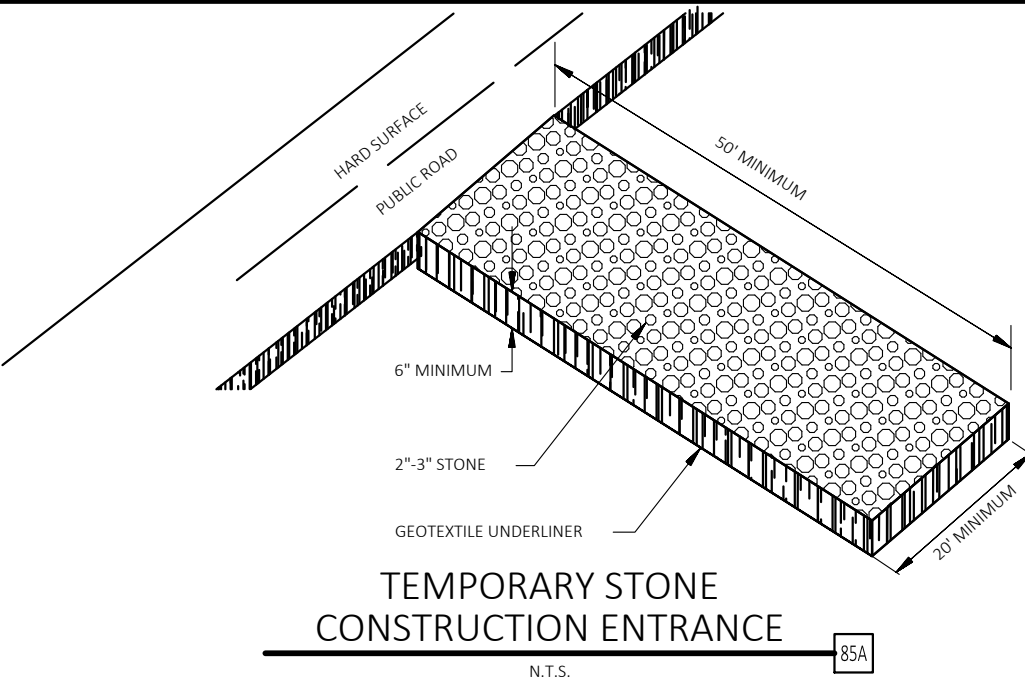 HARD SURFACE
PUBLIC ROAD
50' MINIMUM
6" MINIMUM
2"-3" STONE
GEOTEXTILE UNDERLINER
20' MINIMUM
TEMPORARY STONE
CONSTRUCTION ENTRANCE
85A
N.T.S.